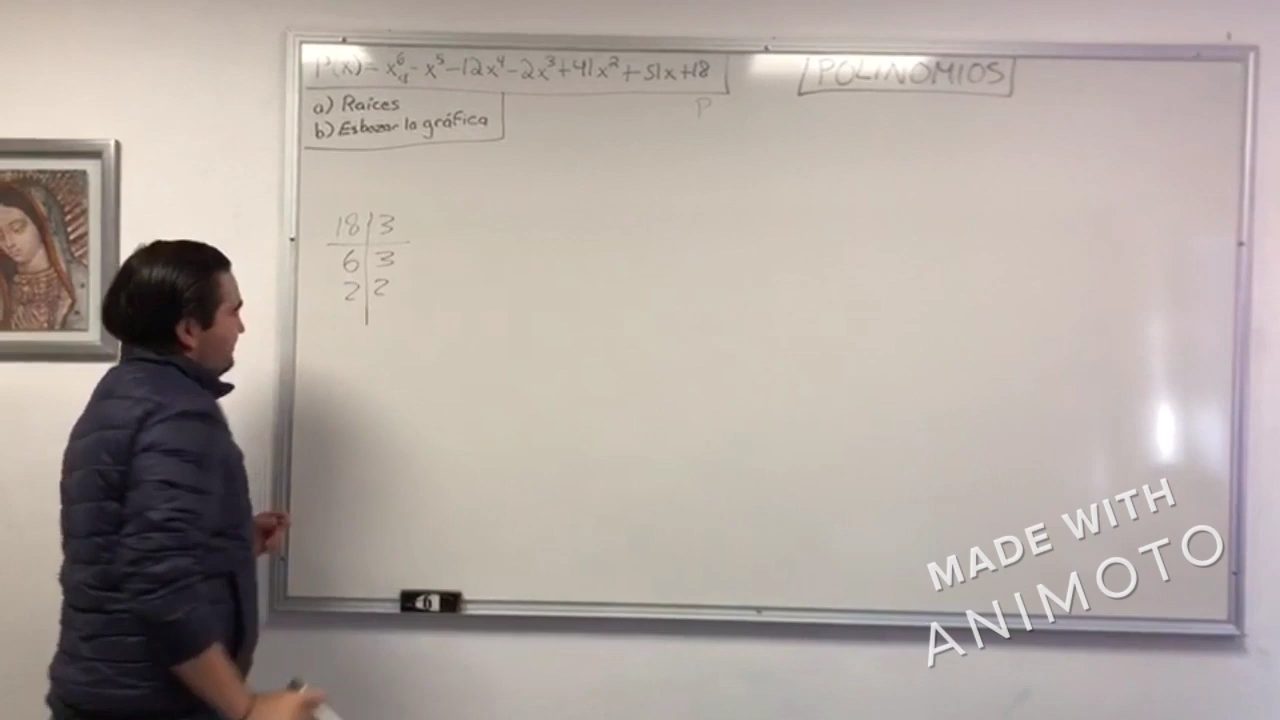 P(x) = x⁶ - x⁵ - 12x⁴ - 2x³ + 41x² + 51x + 18
POLINOMIOS
a) Raíces
P
b) Esbozar la gráfica
18 | 3
6 | 3
2 | 2
MADE WITH
ANIMOTO